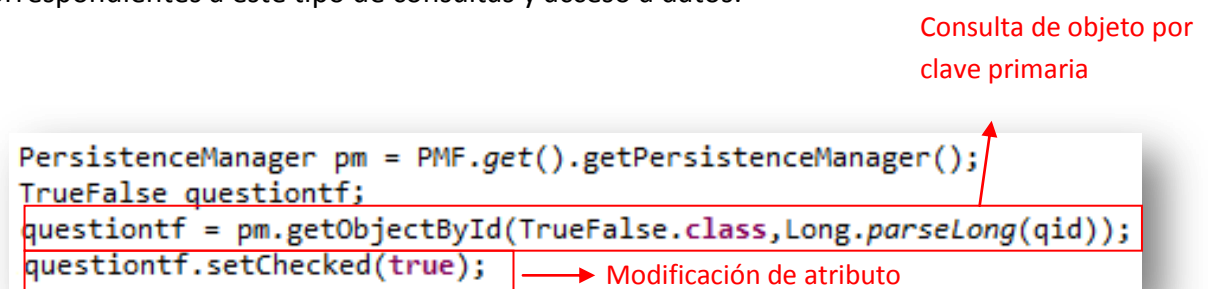 correspondientes a este tipo de consultas y acceso a datos.
Consulta de objeto por
clave primaria
PersistenceManager pm = PMF.get().getPersistenceManager();
TrueFalse questiontf;
questiontf = pm.getObjectById(TrueFalse.class,Long.parseLong(qid));
questiontf.setChecked(true);
Modificación de atributo